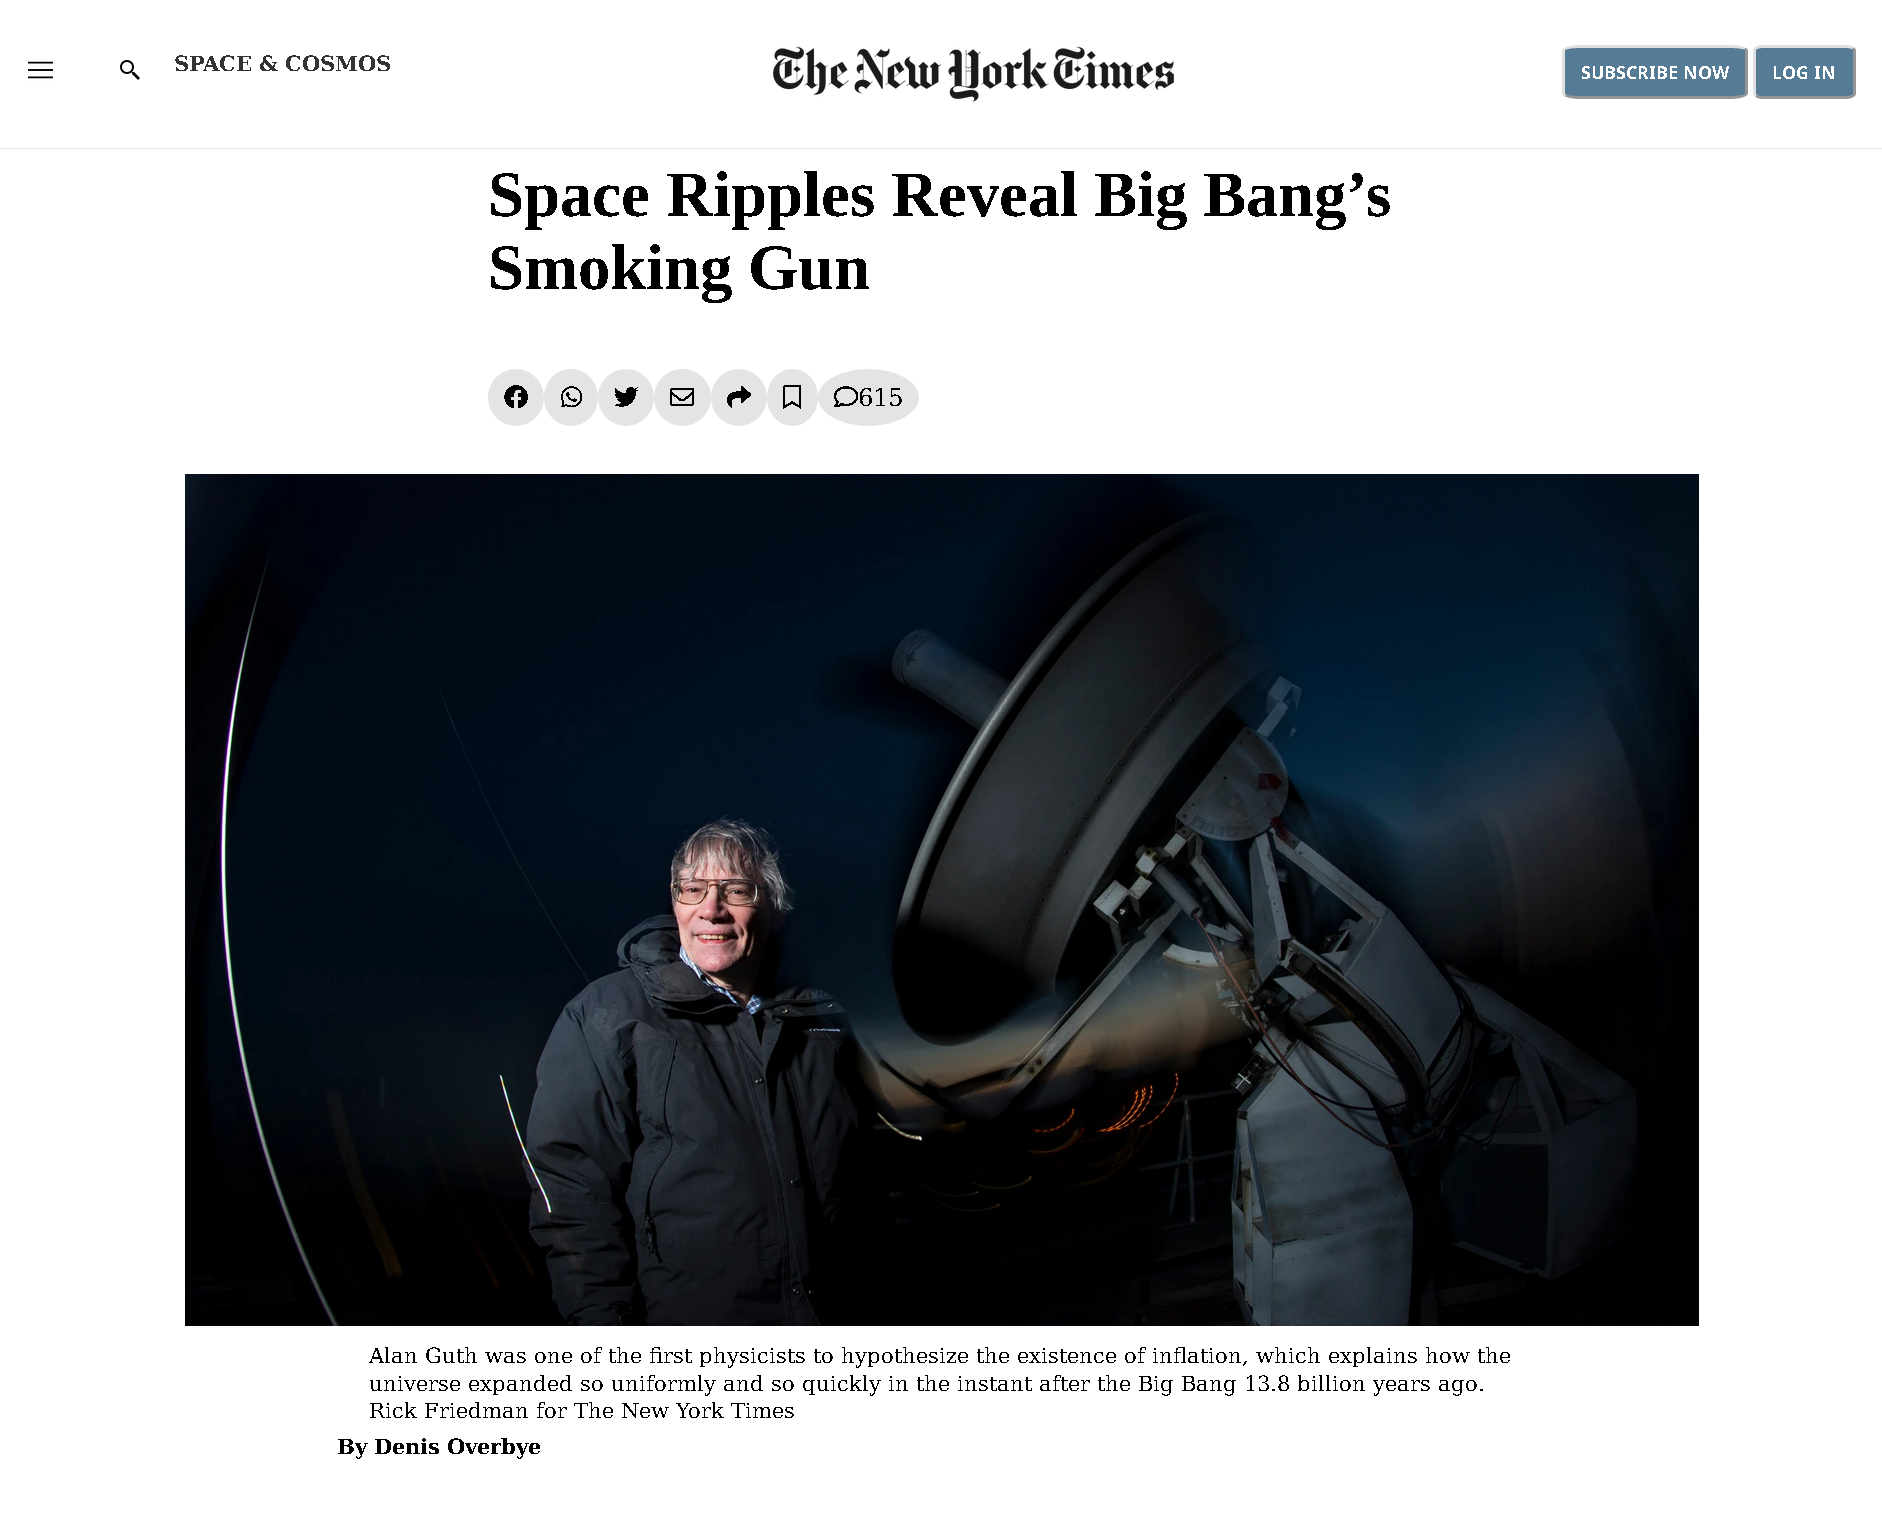 SPACE & COSMOS
The New York Times
SUBSCRIBE NOW
LOG IN
Space Ripples Reveal Big Bang’s
Smoking Gun
615
Alan Guth was one of the first physicists to hypothesize the existence of inflation, which explains how the
universe expanded so uniformly and so quickly in the instant after the Big Bang 13.8 billion years ago.
Rick Friedman for The New York Times
By Denis Overbye